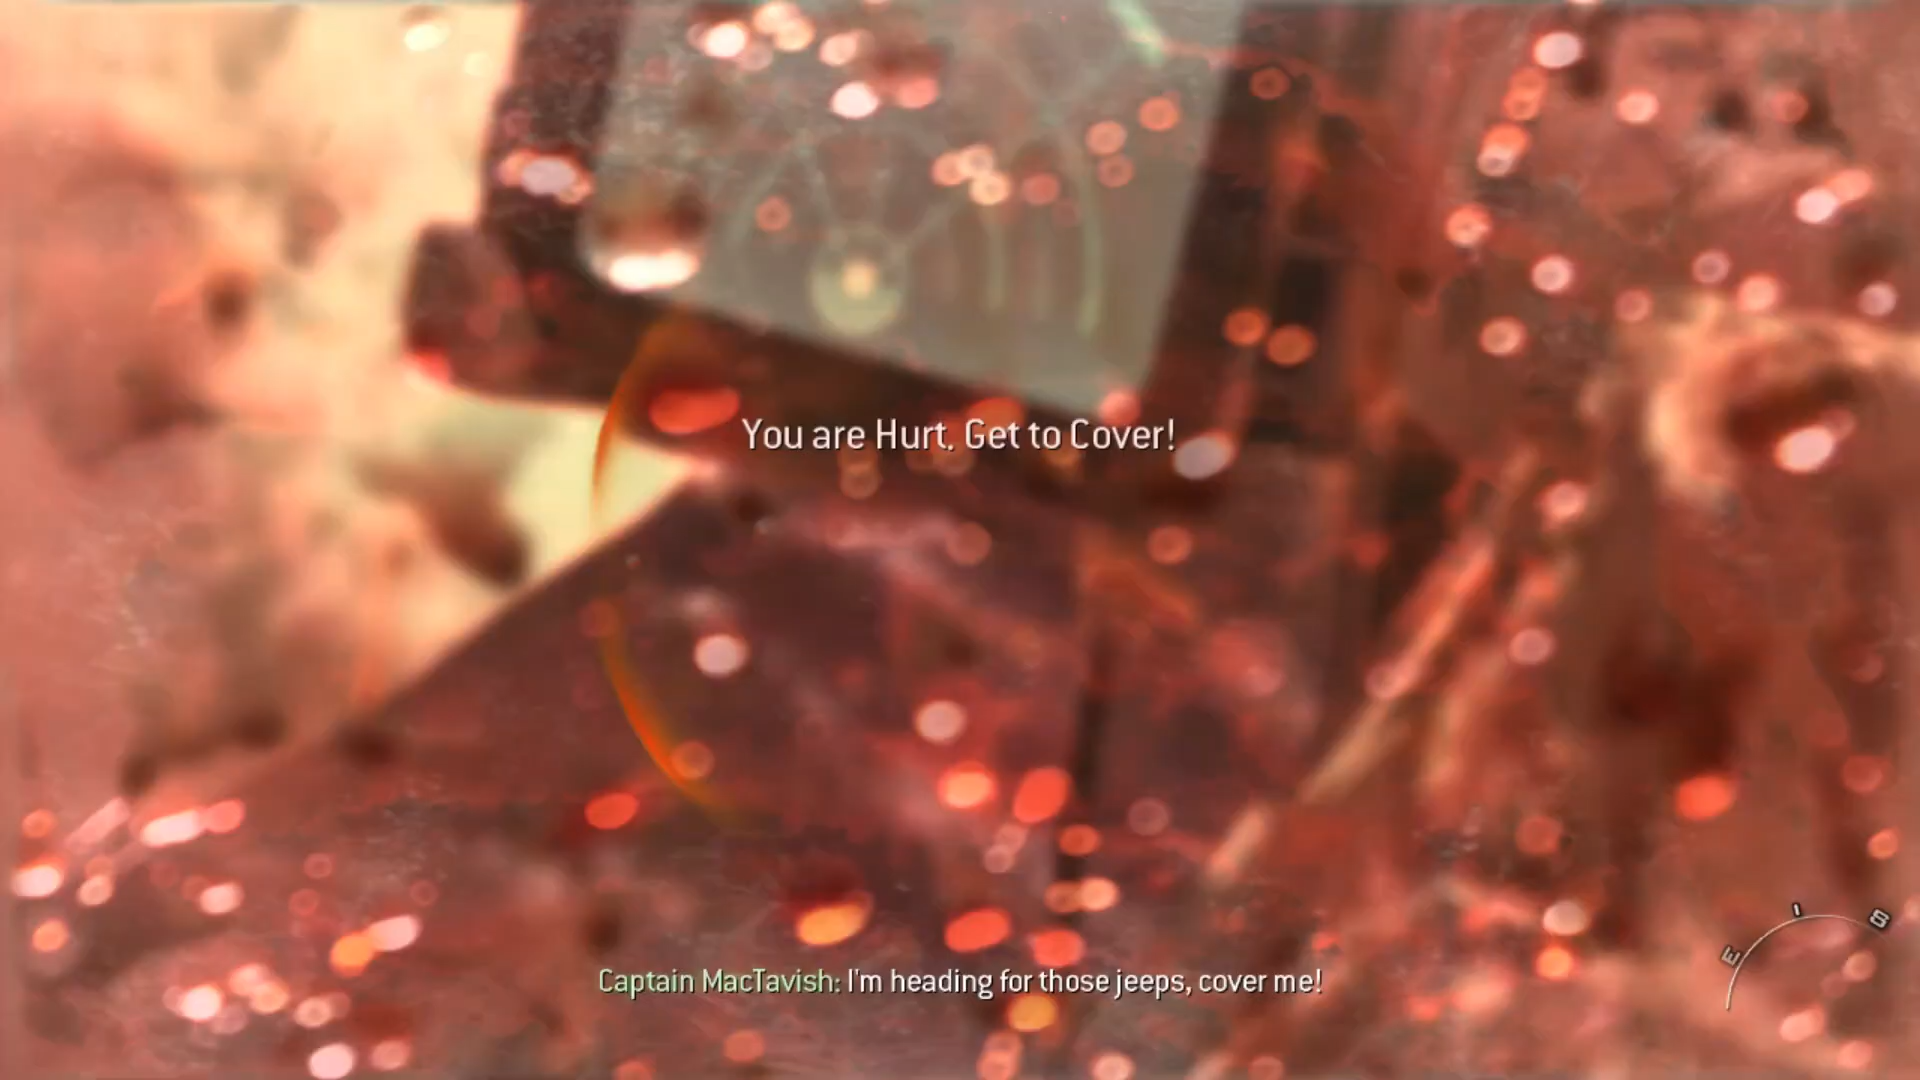 You are Hurt. Get to Cover!
Captain MacTavish: I'm heading for those jeeps, cover me!
E
S